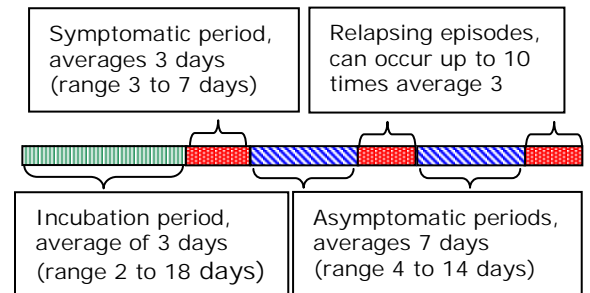 Symptomatic period,
averages 3 days
(range 3 to 7 days)
Relapsing episodes,
can occur up to 10
times average 3
Incubation period,
average of 3 days
(range 2 to 18 days)
Asymptomatic periods,
averages 7 days
(range 4 to 14 days)